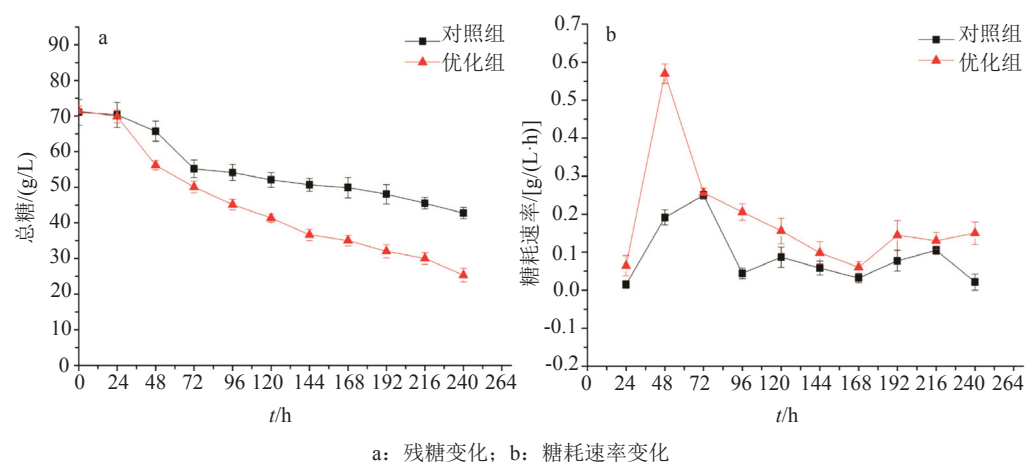 a
对照组
优化组
90
80
70
60
50
40
30
20
10
0
总糖/(g/L)
0 24 48 72 96 120 144 168 192 216 240 264
t/h
b
对照组
优化组
0.7
0.6
0.5
0.4
0.3
0.2
0.1
0.0
-0.1
-0.2
糖耗速率/[g/(L·h)]
0 24 48 72 96 120 144 168 192 216 240 264
t/h
a：残糖变化；b：糖耗速率变化